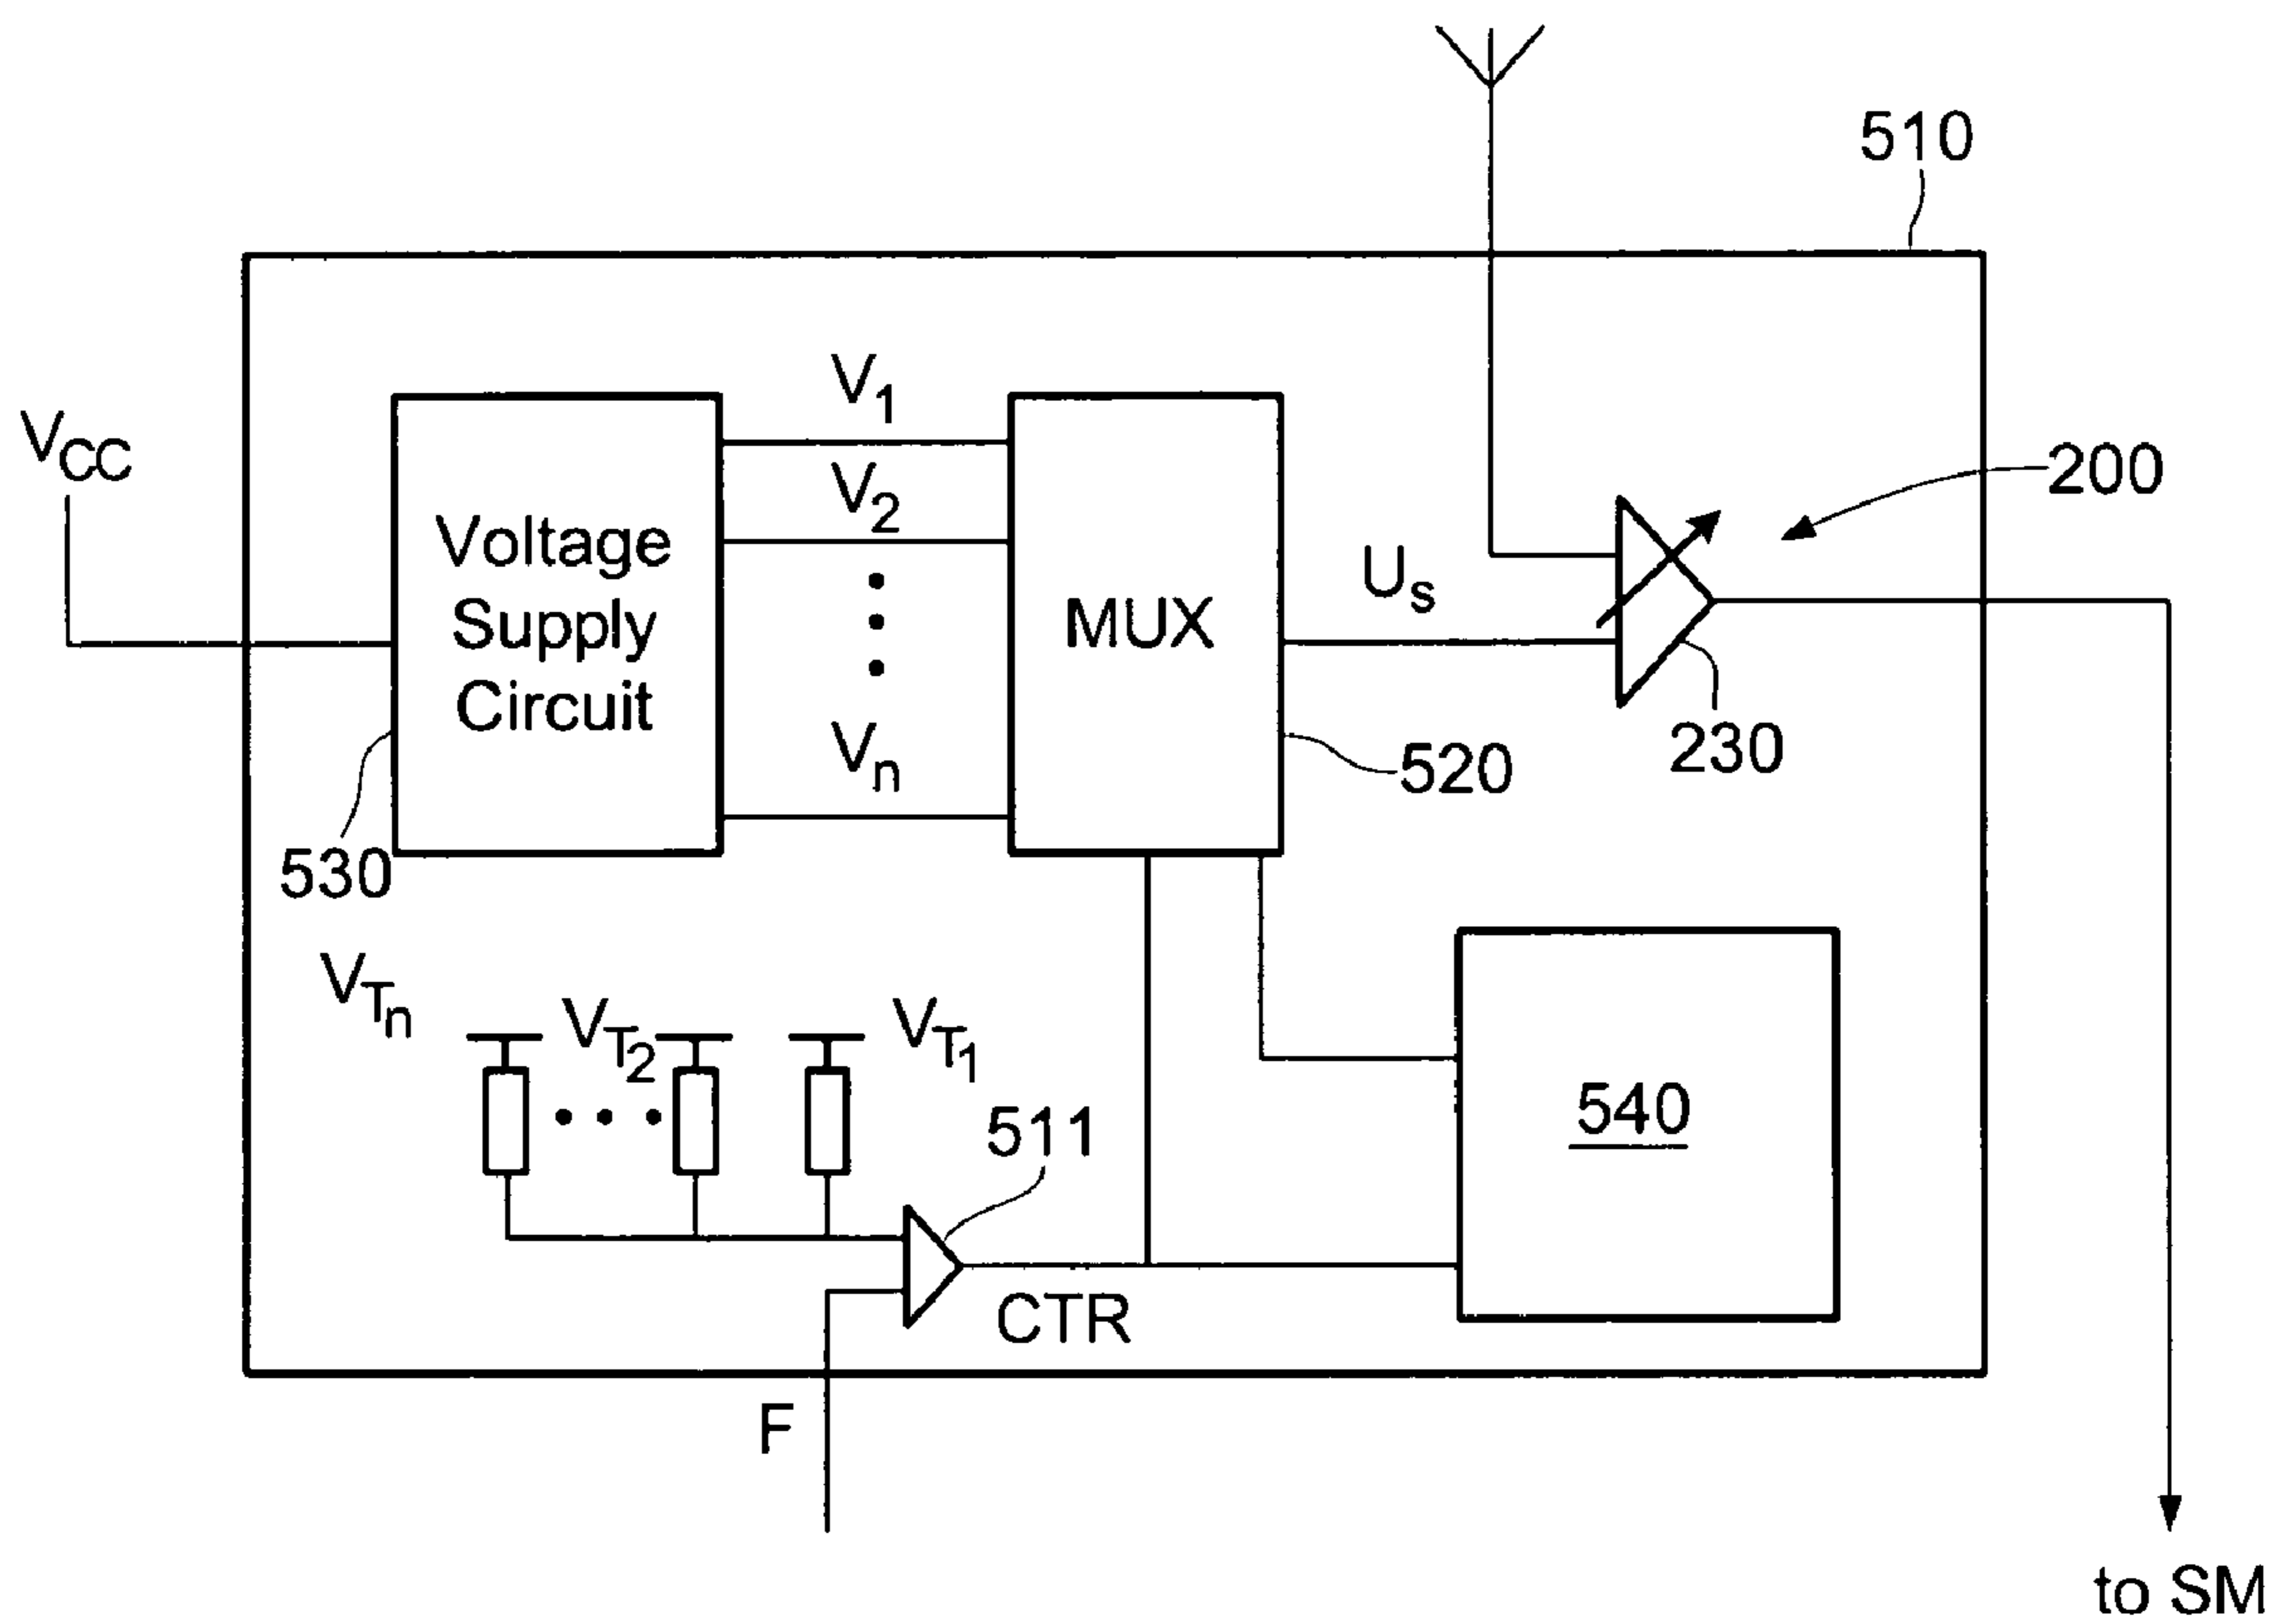 510
V1
VCC
V2
200
Voltage
Supply
Circuit
MUX
Us
Vn
230
520
530
VTn
VT2
VT1
511
540
CTR
F
to SM